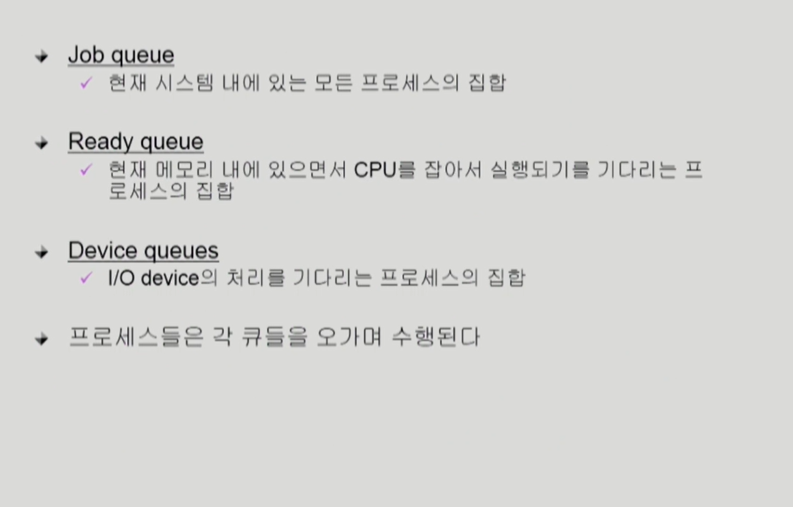 Job queue
현재 시스템 내에 있는 모든 프로세스의 집합
Ready queue
현재 메모리 내에 있으면서 CPU를 잡아서 실행되기를 기다리는 프
로세스의 집합
Device queues
I/O device의 처리를 기다리는 프로세스의 집합
프로세스들은 각 큐들을 오가며 수행된다